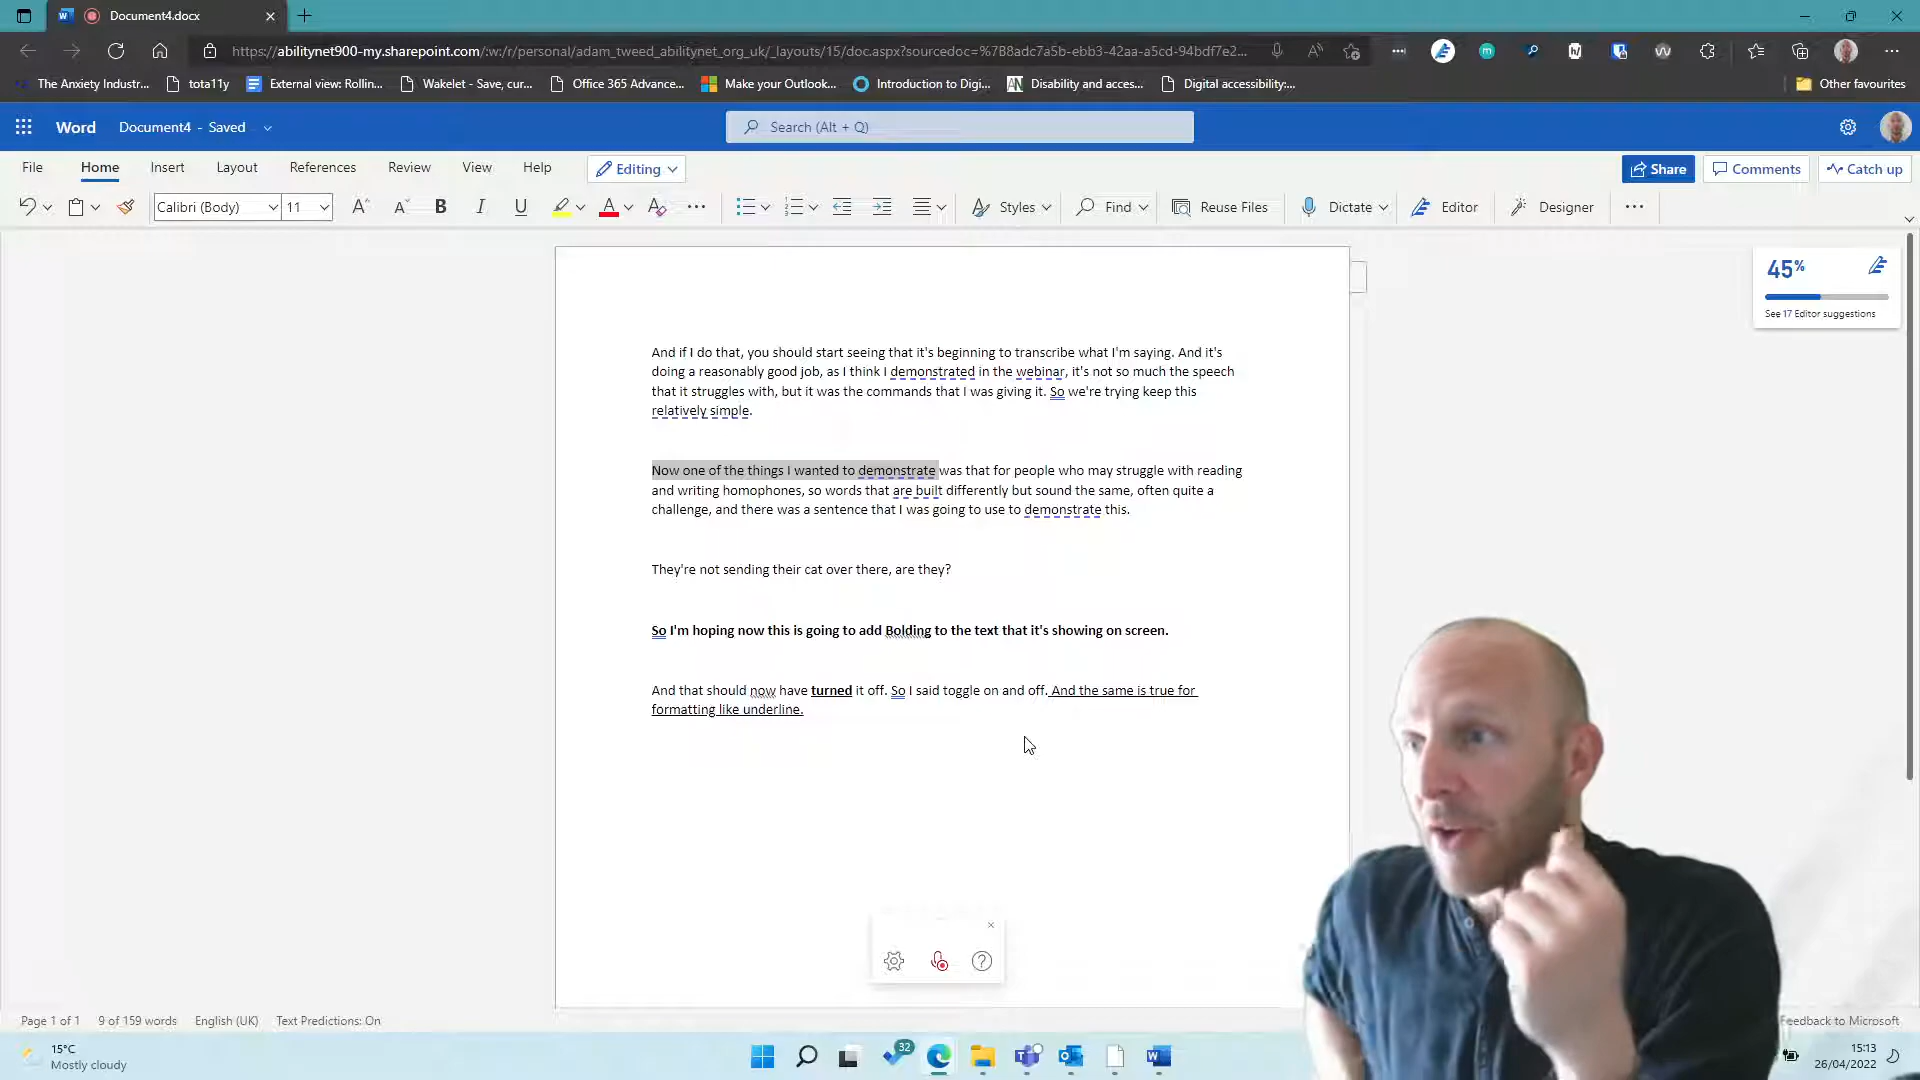 Document4.docx
https://abilitynet900-my.sharepoint.com/:w:/r/personal/adam_tweed_abilitynet_org_uk/_layouts/15/doc.aspx?sourcedoc=%7B8adc7a5b-ebb3-42aa-a5cd-94bdf7e2...
The Anxiety Industr... tota11y External view: Rollin... Wakelet - Save, cur... Office 365 Advance... Make your Outlook... Introduction to Digi... AN Disability and acces... Digital accessibility:... Other favourites
Word Document4 - Saved Search (Alt + Q)
File Home Insert Layout References Review View Help Editing Share Comments Catch up
Calibri (Body) 11 A A B I U A A Styles Find Reuse Files Dictate Editor Designer
45%
See 17 Editor suggestions
And if I do that, you should start seeing that it's beginning to transcribe what I'm saying. And it's
doing a reasonably good job, as I think I demonstrated in the webinar, it's not so much the speech
that it struggles with, but it was the commands that I was giving it. So we're trying keep this
relatively simple.
Now one of the things I wanted to demonstrate was that for people who may struggle with reading
and writing homophones, so words that are built differently but sound the same, often quite a
challenge, and there was a sentence that I was going to use to demonstrate this.
They're not sending their cat over there, are they?
So I'm hoping now this is going to add Bolding to the text that it's showing on screen.
And that should now have turned it off. So I said toggle on and off. And the same is true for
formatting like underline.
Page 1 of 1 9 of 159 words English (UK) Text Predictions: On Feedback to Microsoft
15°C
Mostly cloudy
32
15:13
26/04/2022